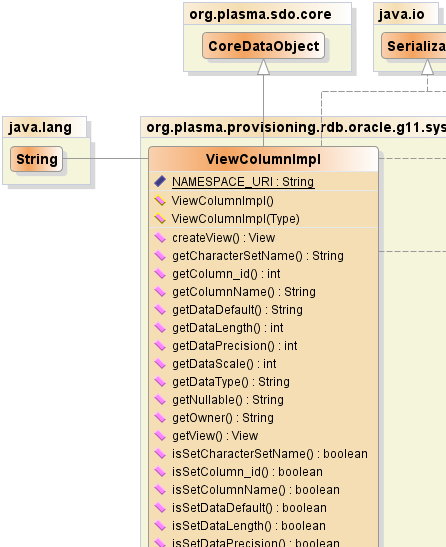 org.plasma.sdo.core
java.io
CoreDataObject
Serializa
java.lang
org.plasma.provisioning.rdb.oracle.g11.sys
String
ViewColumnImpl
NAMESPACE_URI : String
ViewColumnImpl()
ViewColumnImpl(Type)
createView() : View
getCharacterSetName() : String
getColumn_id() : int
getColumnName() : String
getDataDefault() : String
getDataLength() : int
getDataPrecision() : int
getDataScale() : int
getDataType() : String
getNullable() : String
getOwner() : String
getView() : View
isSetCharacterSetName() : boolean
isSetColumn_id() : boolean
isSetColumnName() : boolean
isSetDataDefault() : boolean
isSetDataLength() : boolean
isSetDataPrecision() : boolean